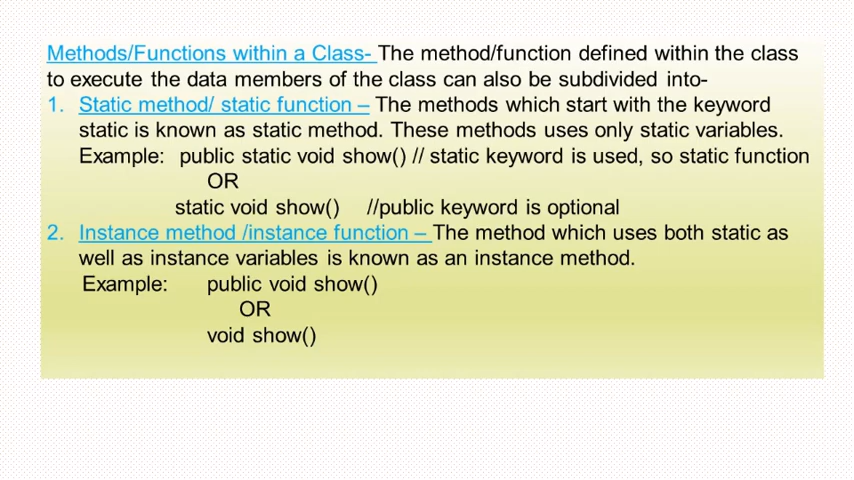 Methods/Functions within a Class- The method/function defined within the class
to execute the data members of the class can also be subdivided into-
1. Static method/ static function – The methods which start with the keyword
static is known as static method. These methods uses only static variables.
Example: public static void show() // static keyword is used, so static function
OR
static void show() //public keyword is optional
2. Instance method /instance function – The method which uses both static as
well as instance variables is known as an instance method.
Example: public void show()
OR
void show()